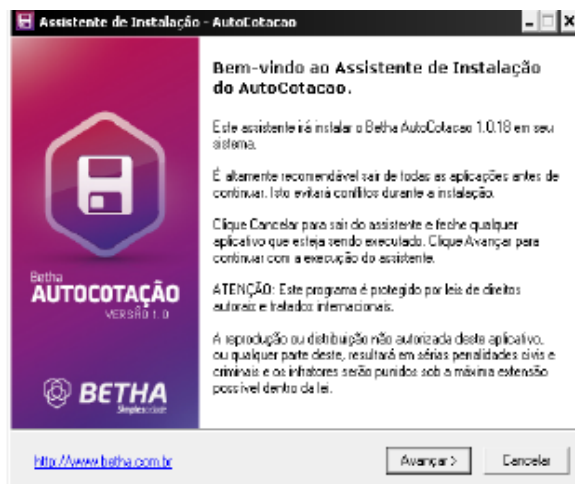 Assistente de Instalação - AutoCotacao
Bem-vindo ao Assistente de Instalação
do AutoCotacao.
Este assistente irá instalar o Betha AutoCotacao 1.0.18 em seu
sistema.
É altamente recomendável sair de todas as aplicações antes de
continuar. Isto evitará conflitos durante a instalação.
Clique Cancelar para sair do assistente e feche qualquer
aplicativo que esteja sendo executado. Clique Avançar para
continuar com a execução do assistente.
ATENÇÃO: Este programa é protegido por leis de direitos
autorais e tratados internacionais.
A reprodução ou distribuição não autorizada deste aplicativo,
ou qualquer parte deste, resultará em sérias penalidades civis e
criminais e os infratores serão punidos sob a máxima extensão
possível dentro da lei.
Betha
AUTOCOTAÇÃO
VERSÃO 1.0
BETHA
Simplescidade
http://www.betha.com.br
Avançar >
Cancelar